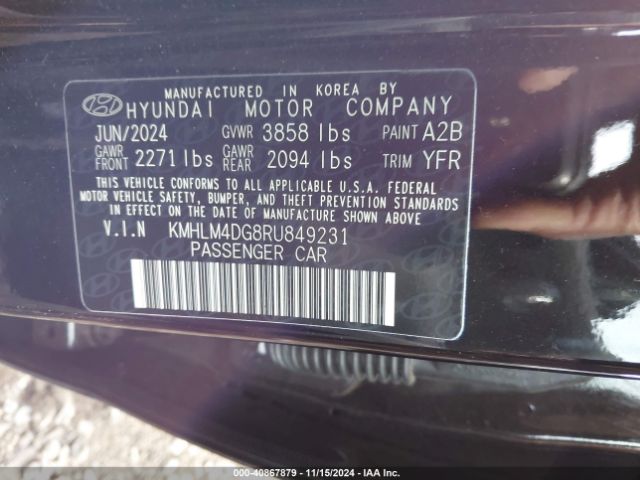 MANUFACTURED IN KOREA BY
HYUNDAI MOTOR COMPANY
JUN/2024 GVWR 3858 lbs PAINT A2B
GAWR FRONT 2271 lbs GAWR REAR 2094 lbs TRIM YFR
THIS VEHICLE CONFORMS TO ALL APPLICABLE U.S.A. FEDERAL
MOTOR VEHICLE SAFETY, BUMPER, AND THEFT PREVENTION STANDARDS
IN EFFECT ON THE DATE OF MANUFACTURE SHOWN ABOVE.
V.I.N KMHLM4DG8RU849231
PASSENGER CAR
000-40867879 - 11/15/2024 - IAA Inc.